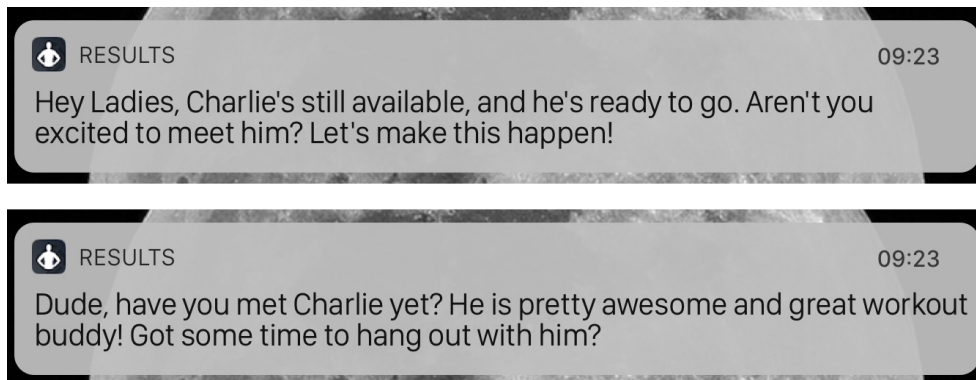 RESULTS 09:23
Hey Ladies, Charlie's still available, and he's ready to go. Aren't you
excited to meet him? Let's make this happen!
RESULTS 09:23
Dude, have you met Charlie yet? He is pretty awesome and great workout
buddy! Got some time to hang out with him?